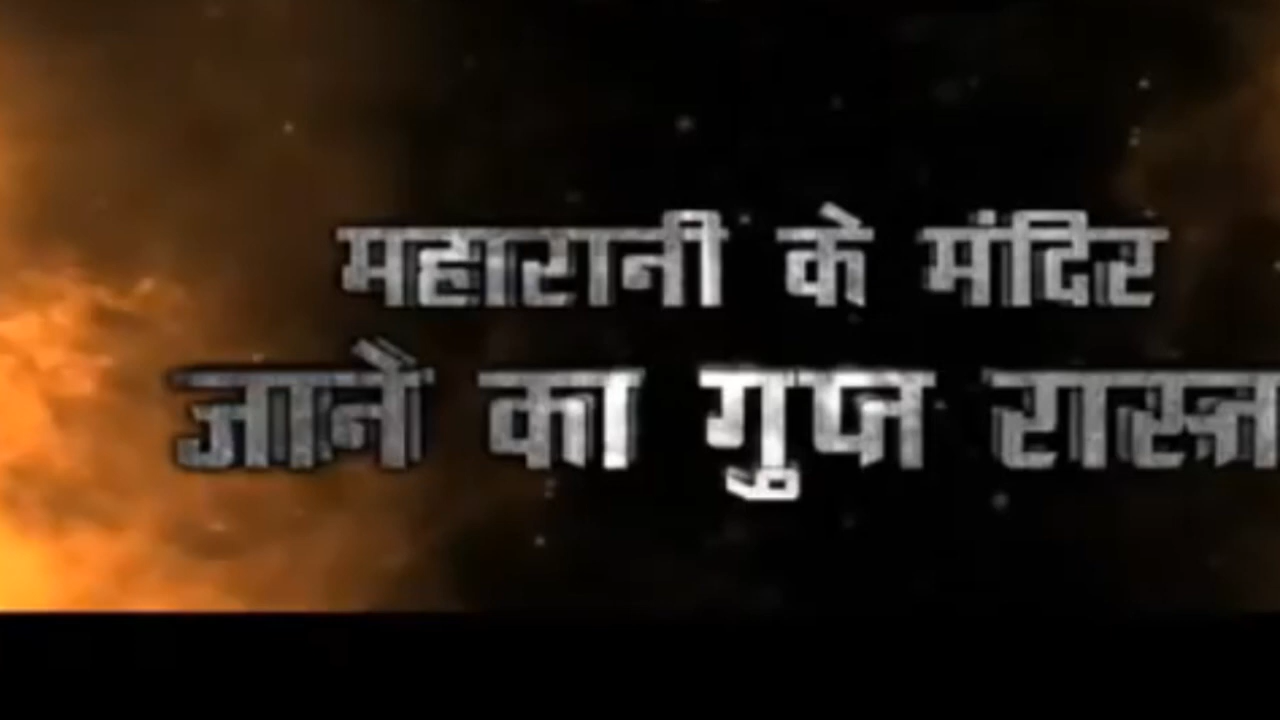 महारानी के मंदिर
जाने का गुप्त रास्त